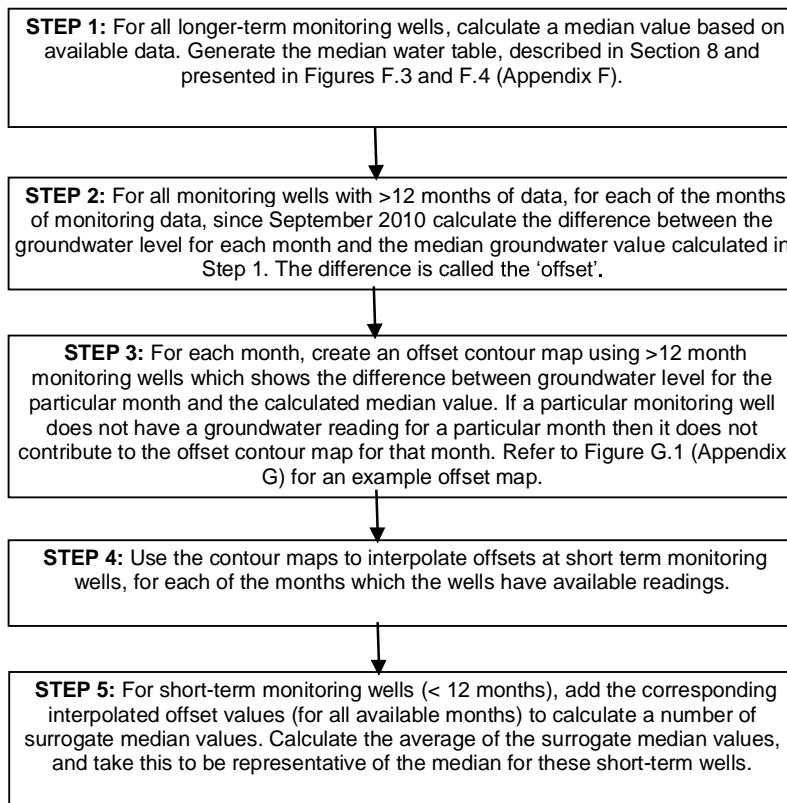 STEP 1: For all longer-term monitoring wells, calculate a median value based on
available data. Generate the median water table, described in Section 8 and
presented in Figures F.3 and F.4 (Appendix F).
STEP 2: For all monitoring wells with >12 months of data, for each of the months
of monitoring data, since September 2010 calculate the difference between the
groundwater level for each month and the median groundwater value calculated in
Step 1. The difference is called the ‘offset’.
STEP 3: For each month, create an offset contour map using >12 month
monitoring wells which shows the difference between groundwater level for the
particular month and the calculated median value. If a particular monitoring well
does not have a groundwater reading for a particular month then it does not
contribute to the offset contour map for that month. Refer to Figure G.1 (Appendix
G) for an example offset map.
STEP 4: Use the contour maps to interpolate offsets at short term monitoring
wells, for each of the months which the wells have available readings.
STEP 5: For short-term monitoring wells (< 12 months), add the corresponding
interpolated offset values (for all available months) to calculate a number of
surrogate median values. Calculate the average of the surrogate median values,
and take this to be representative of the median for these short-term wells.